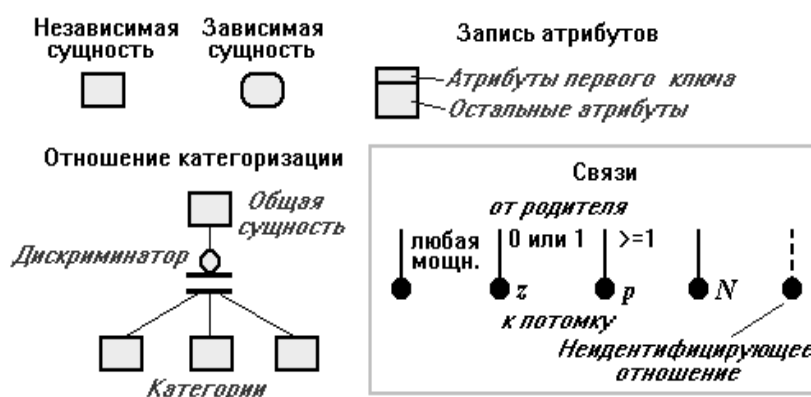 Независимая сущность
Зависимая сущность
Запись атрибутов
Атрибуты первого ключа
Остальные атрибуты
Отношение категоризации
Общая сущность
Дискриминатор
Категории
Связи
от родителя
любая мощн.
0 или 1
>=1
z
p
N
к потомку
Неидентифицирующее отношение